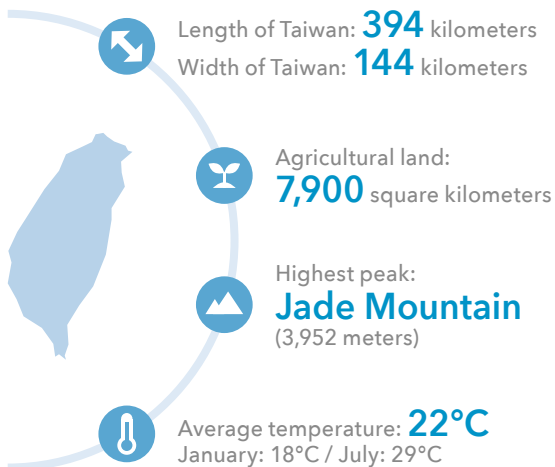 Length of Taiwan: 394 kilometers
Width of Taiwan: 144 kilometers
Agricultural land:
7,900 square kilometers
Highest peak:
Jade Mountain
(3,952 meters)
Average temperature: 22°C
January: 18°C / July: 29°C